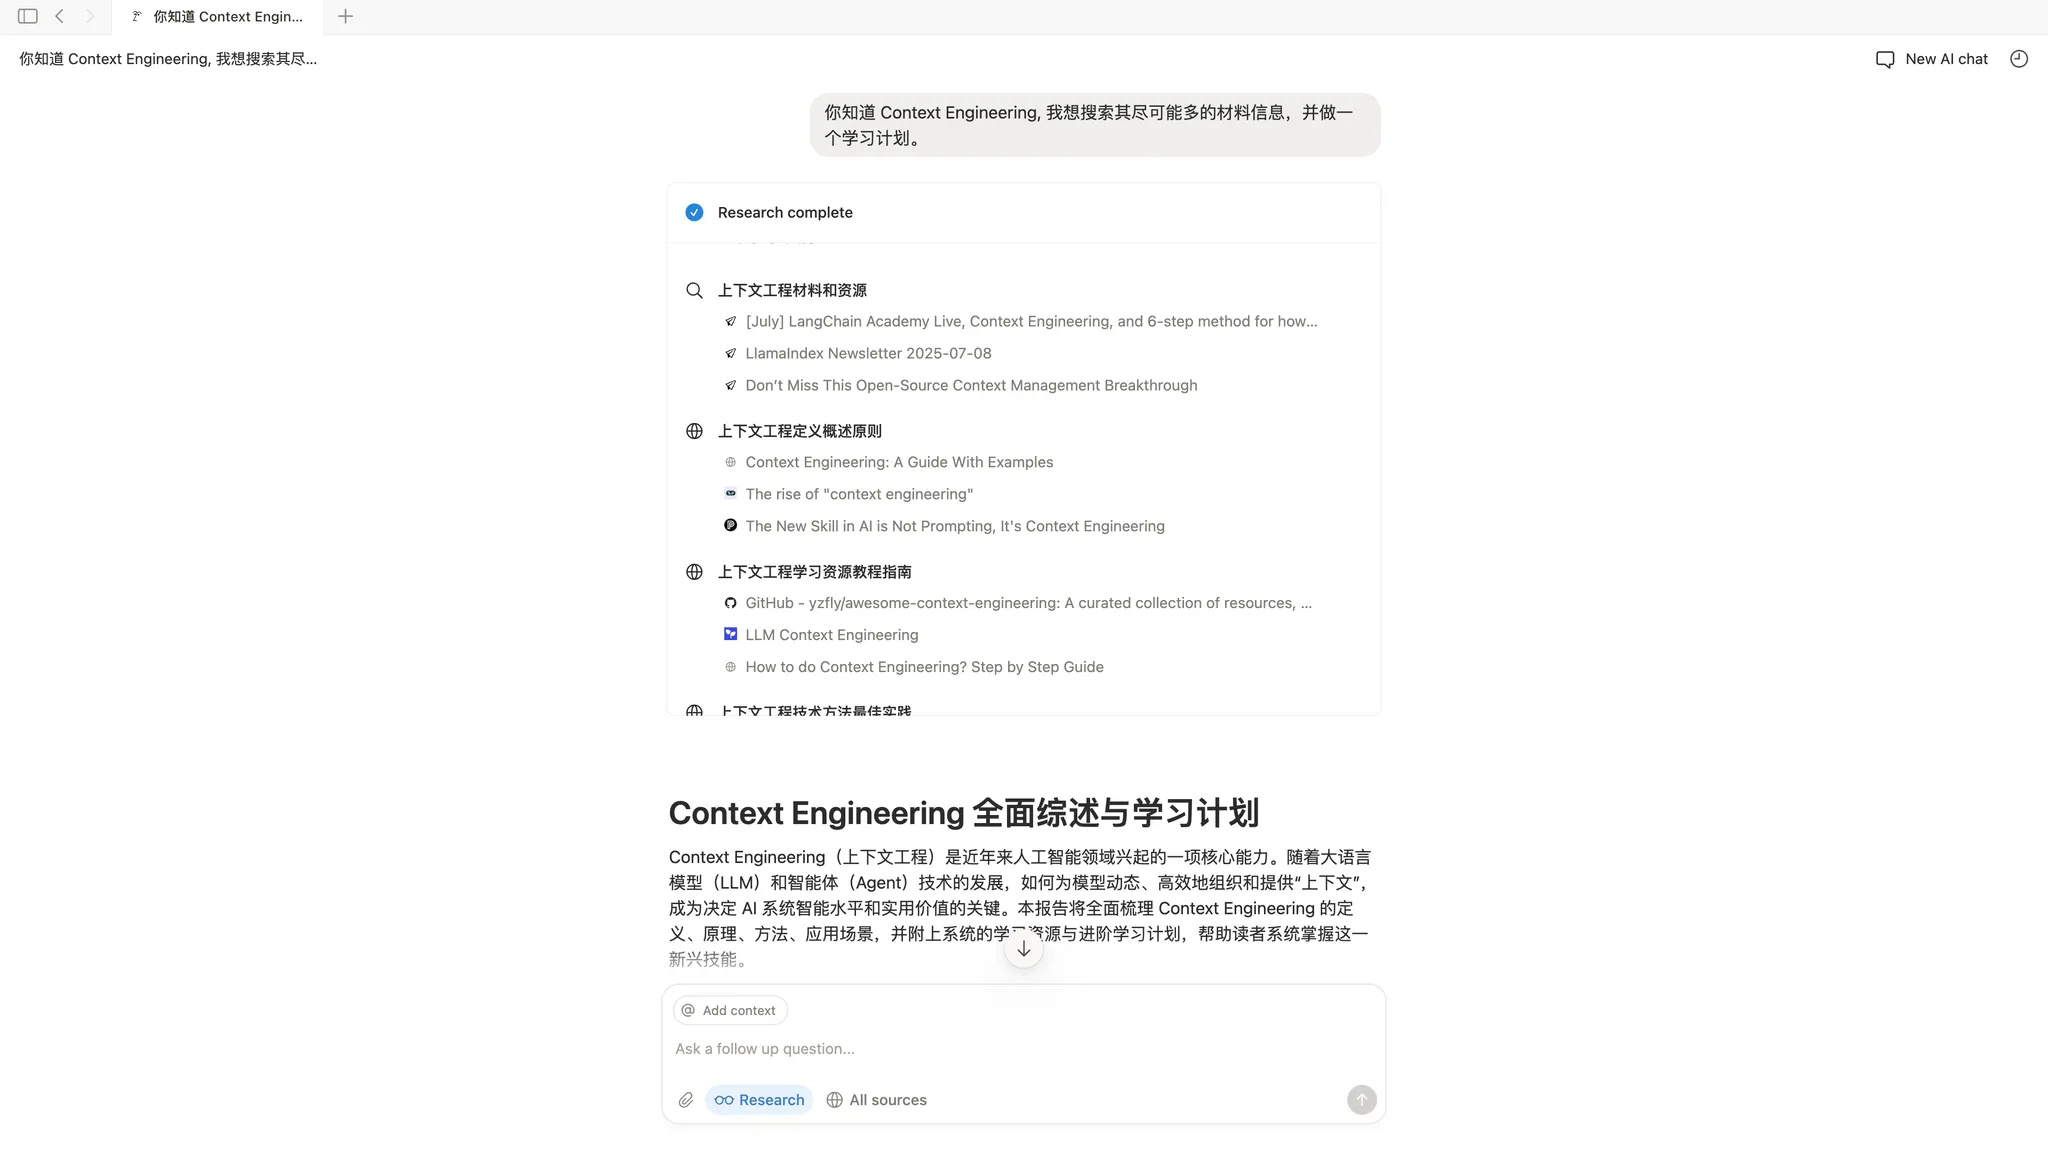 你知道 Context Engin...
你知道 Context Engineering, 我想搜索其尽...
New AI chat
你知道 Context Engineering, 我想搜索其尽可能多的材料信息，并做一
个学习计划。
Research complete
上下文工程材料和资源
[July] LangChain Academy Live, Context Engineering, and 6-step method for how...
LlamaIndex Newsletter 2025-07-08
Don’t Miss This Open-Source Context Management Breakthrough
上下文工程定义概述原则
Context Engineering: A Guide With Examples
The rise of "context engineering"
The New Skill in AI is Not Prompting, It's Context Engineering
上下文工程学习资源教程指南
GitHub - yzfly/awesome-context-engineering: A curated collection of resources, ...
LLM Context Engineering
How to do Context Engineering? Step by Step Guide
上下文工程技术方法最佳实践
Context Engineering 全面综述与学习计划
Context Engineering（上下文工程）是近年来人工智能领域兴起的一项核心能力。随着大语言
模型（LLM）和智能体（Agent）技术的发展，如何为模型动态、高效地组织和提供“上下文”，
成为决定 AI 系统智能水平和实用价值的关键。本报告将全面梳理 Context Engineering 的定
义、原理、方法、应用场景，并附上系统的学习资源与进阶学习计划，帮助读者系统掌握这一
新兴技能。
@ Add context
Ask a follow up question...
Research
All sources